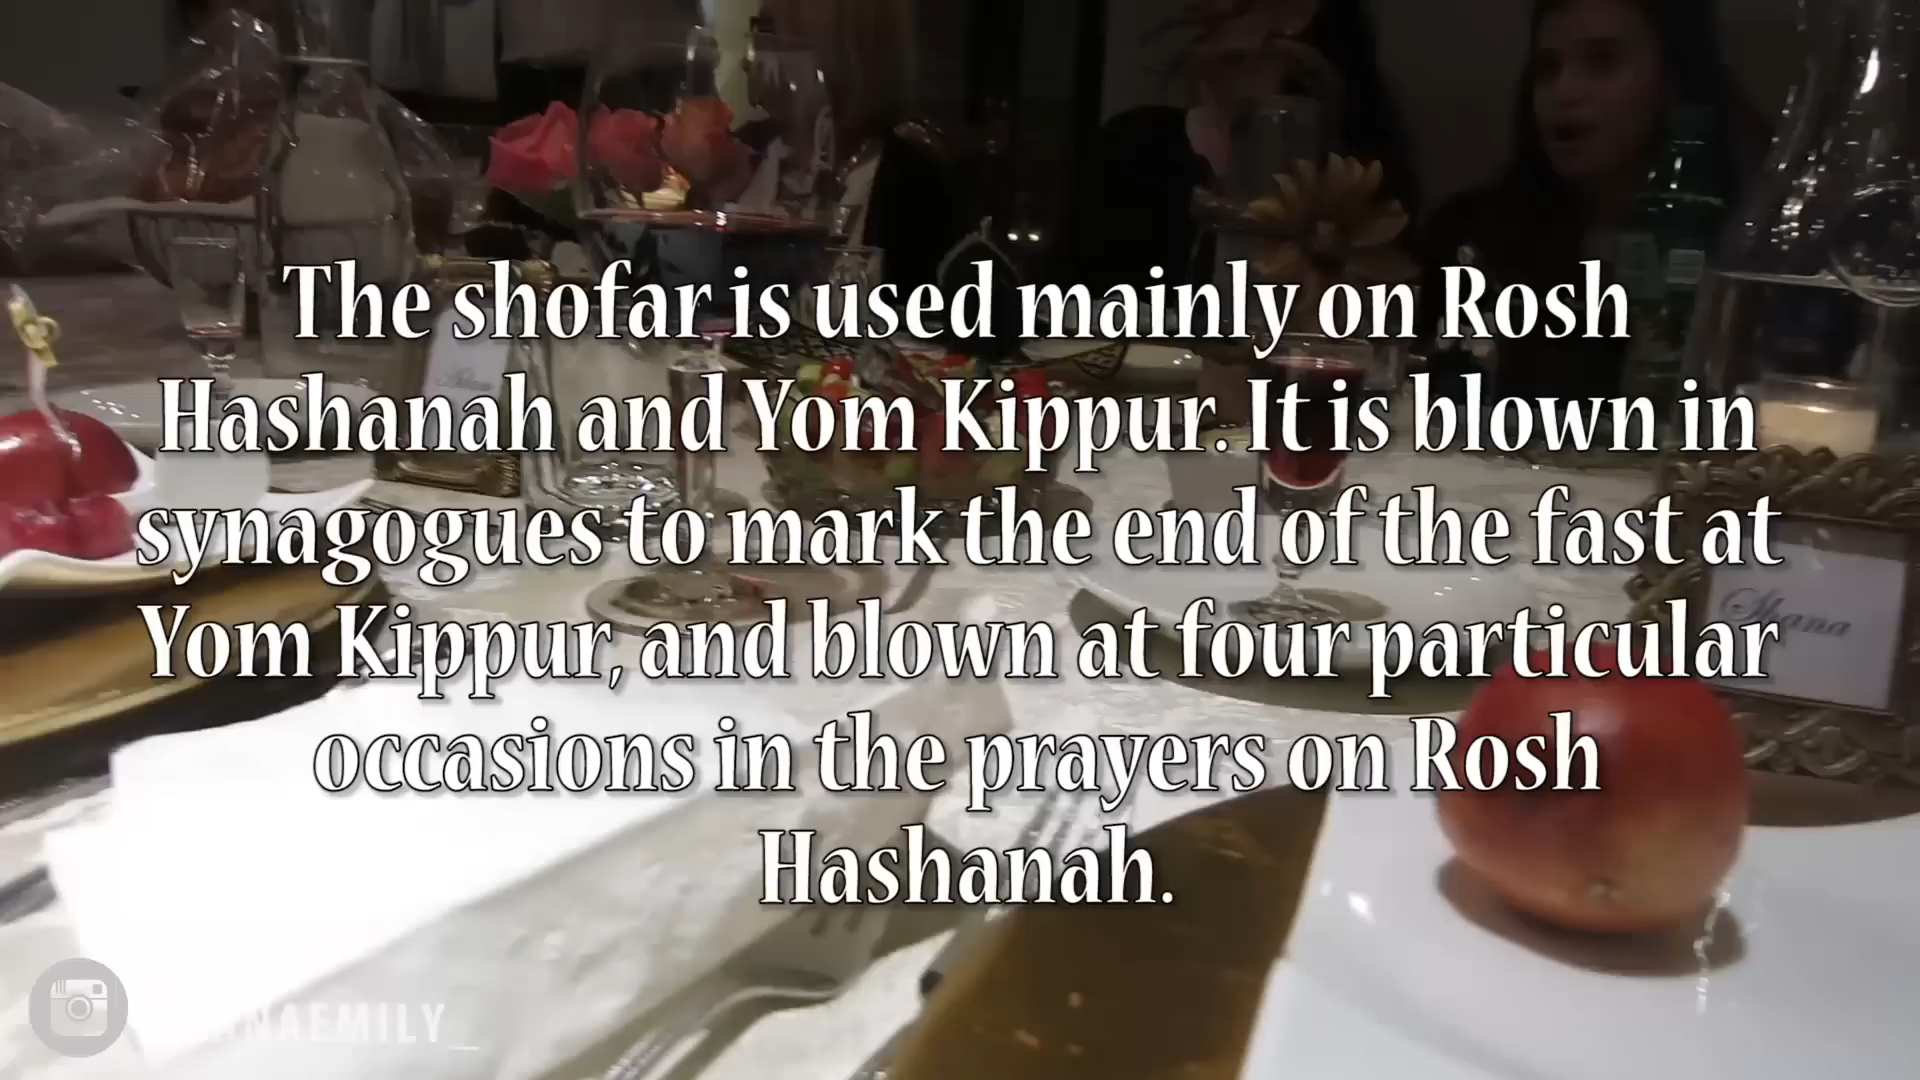 The shofar is used mainly on Rosh
Hashanah and Yom Kippur. It is blown in
synagogues to mark the end of the fast at
Yom Kippur, and blown at four particular
occasions in the prayers on Rosh
Hashanah.
Shana